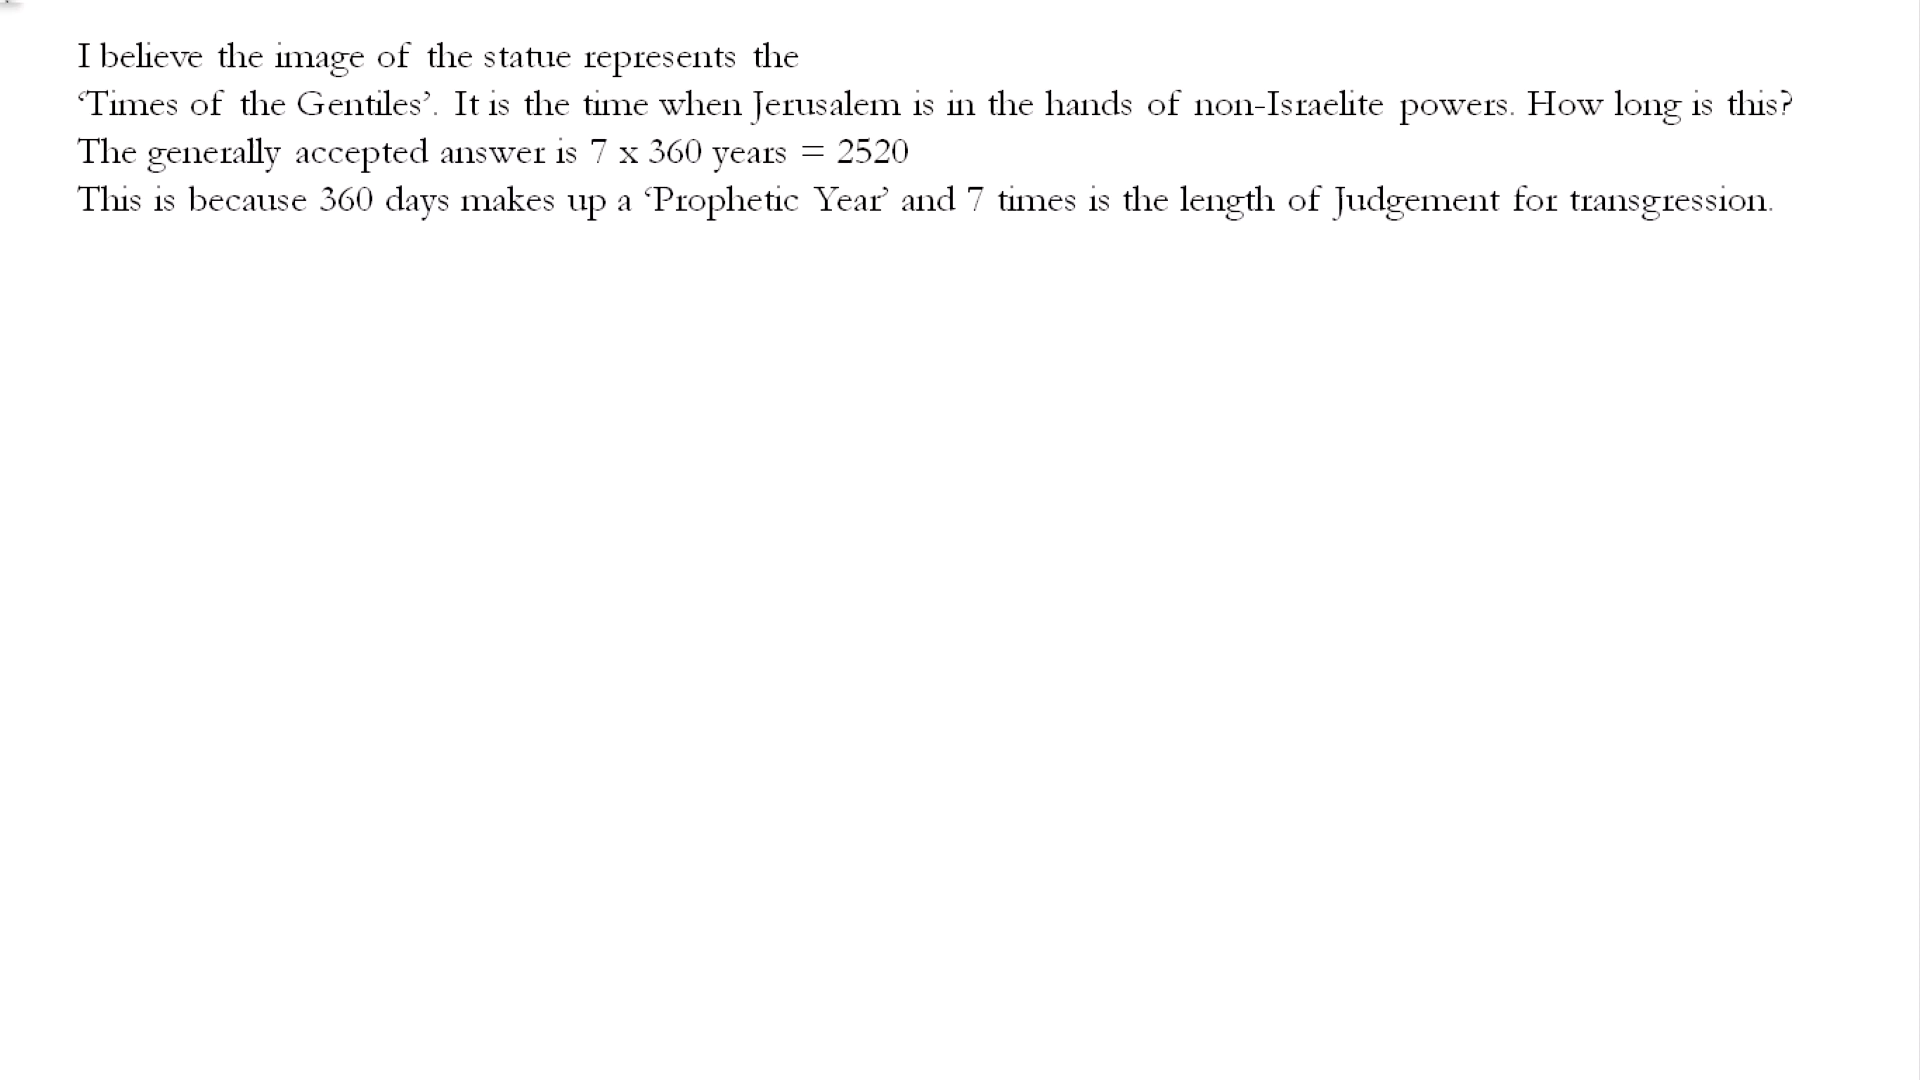 I believe the image of the statue represents the
‘Times of the Gentiles’. It is the time when Jerusalem is in the hands of non-Israelite powers. How long is this?
The generally accepted answer is 7 x 360 years = 2520
This is because 360 days makes up a ‘Prophetic Year’ and 7 times is the length of Judgement for transgression.